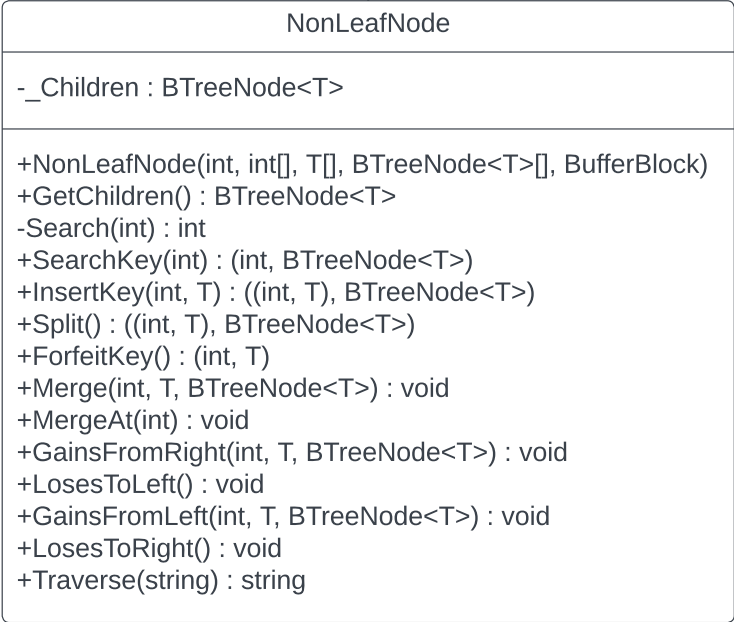 NonLeafNode
-_Children : BTreeNode<T>
+NonLeafNode(int, int[], T[], BTreeNode<T>[], BufferBlock)
+GetChildren() : BTreeNode<T>
-Search(int) : int
+SearchKey(int) : (int, BTreeNode<T>)
+InsertKey(int, T) : ((int, T), BTreeNode<T>)
+Split() : ((int, T), BTreeNode<T>)
+ForfeitKey() : (int, T)
+Merge(int, T, BTreeNode<T>) : void
+MergeAt(int) : void
+GainsFromRight(int, T, BTreeNode<T>) : void
+LosesToLeft() : void
+GainsFromLeft(int, T, BTreeNode<T>) : void
+LosesToRight() : void
+Traverse(string) : string